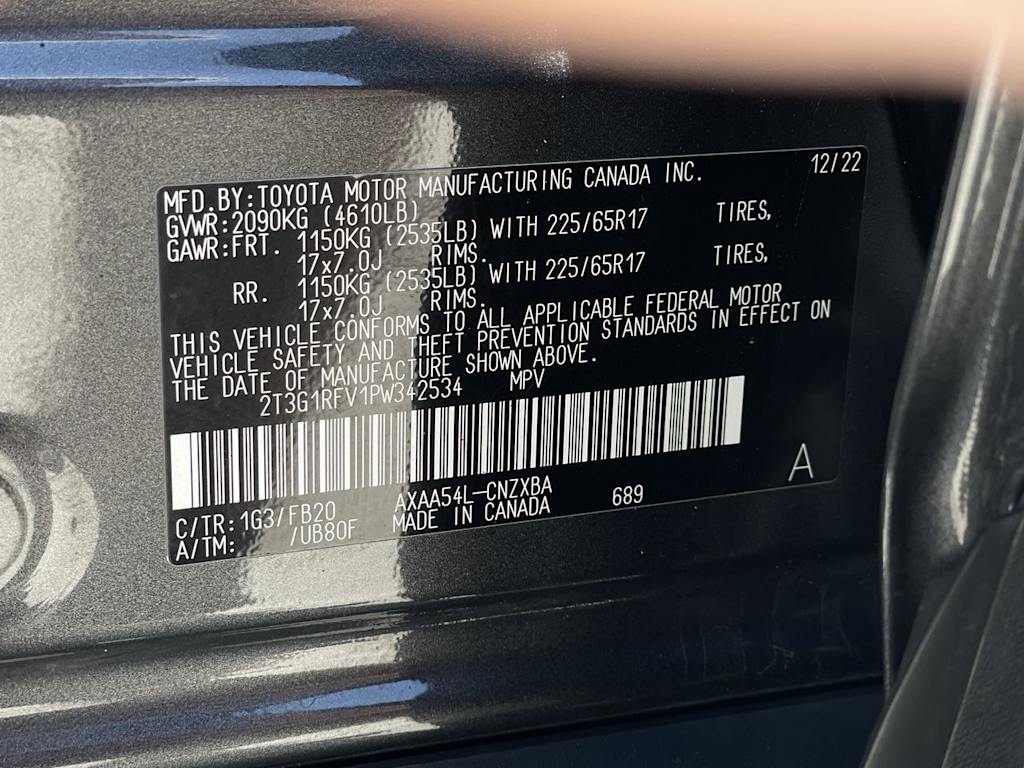 12/22
MFD.BY:TOYOTA MOTOR MANUFACTURING CANADA INC.
GVWR:2090KG (4610LB)
GAWR:FRT. 1150KG (2535LB) WITH 225/65R17 TIRES,
17x7.0J RIMS.
RR. 1150KG (2535LB) WITH 225/65R17 TIRES,
17x7.0J RIMS.
THIS VEHICLE CONFORMS TO ALL APPLICABLE FEDERAL MOTOR
VEHICLE SAFETY AND THEFT PREVENTION STANDARDS IN EFFECT ON
THE DATE OF MANUFACTURE SHOWN ABOVE.
2T3G1RFV1PW342534 MPV
A
C/TR: 1G3/FB20 AXAA54L-CNZXBA 689
A/TM: /UB80F MADE IN CANADA